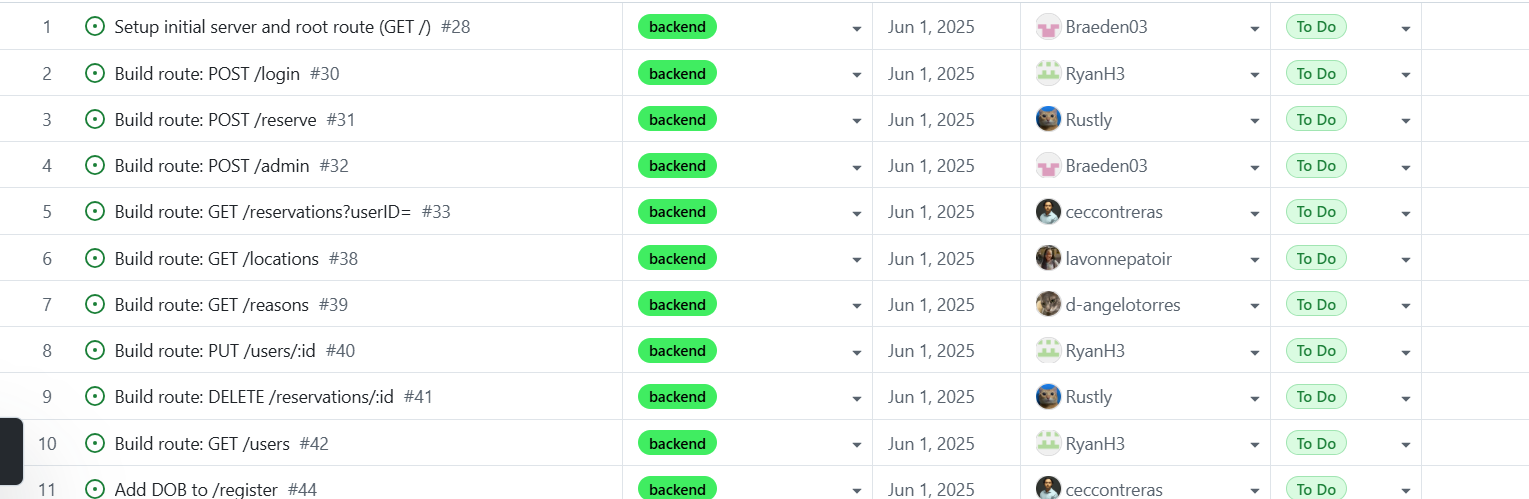 1 Setup initial server and root route (GET /) #28 backend Jun 1, 2025 Braeden03 To Do
2 Build route: POST /login #30 backend Jun 1, 2025 RyanH3 To Do
3 Build route: POST /reserve #31 backend Jun 1, 2025 Rustly To Do
4 Build route: POST /admin #32 backend Jun 1, 2025 Braeden03 To Do
5 Build route: GET /reservations?userID= #33 backend Jun 1, 2025 ceccontreras To Do
6 Build route: GET /locations #38 backend Jun 1, 2025 lavonnepatoir To Do
7 Build route: GET /reasons #39 backend Jun 1, 2025 d-angelotorres To Do
8 Build route: PUT /users/:id #40 backend Jun 1, 2025 RyanH3 To Do
9 Build route: DELETE /reservations/:id #41 backend Jun 1, 2025 Rustly To Do
10 Build route: GET /users #42 backend Jun 1, 2025 RyanH3 To Do
11 Add DOB to /register #44 backend Jun 1, 2025 ceccontreras To Do